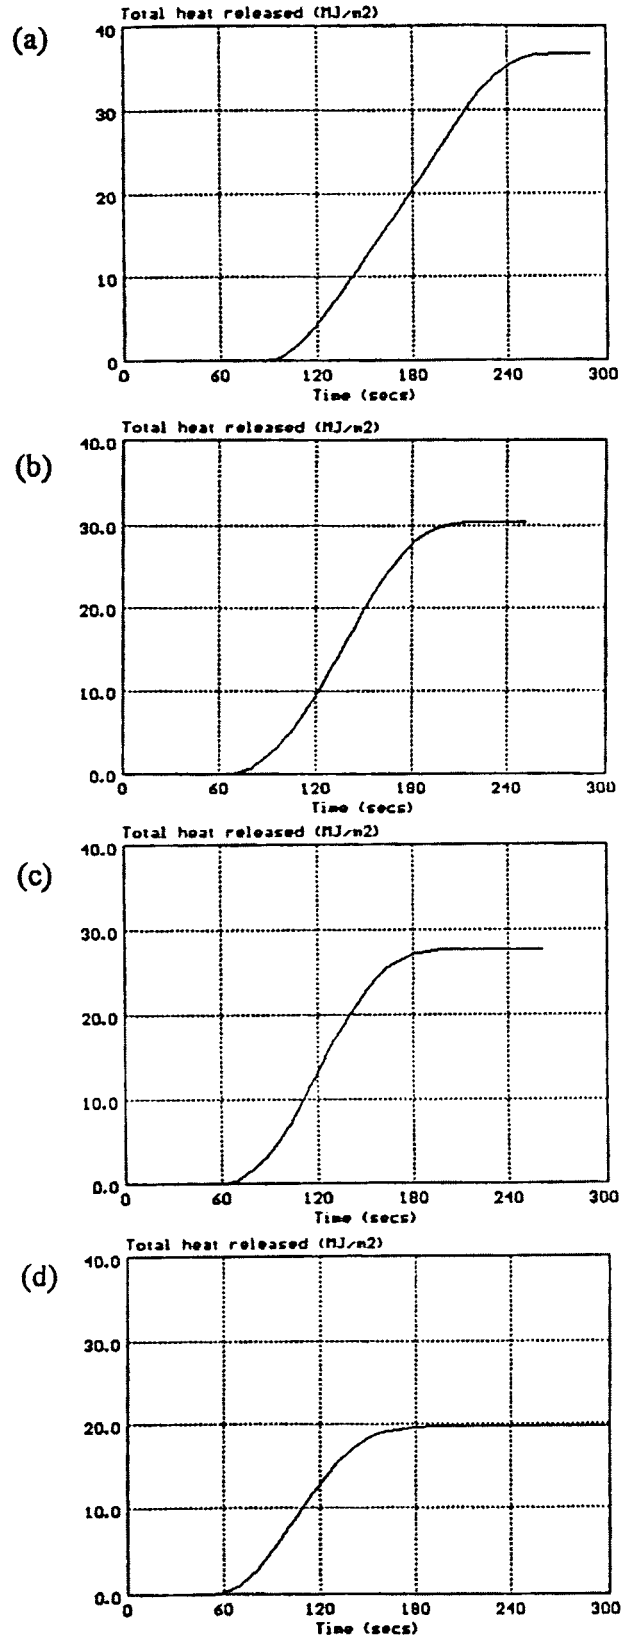 (a)
Total heat released (MJ/m2)
40
30
20
10
0
0 60 120 180 240 300
Time (secs)
(b)
Total heat released (MJ/m2)
40.0
30.0
20.0
10.0
0.0
0 60 120 180 240 300
Time (secs)
(c)
Total heat released (MJ/m2)
40.0
30.0
20.0
10.0
0.0
0 60 120 180 240 300
Time (secs)
(d)
Total heat released (MJ/m2)
40.0
30.0
20.0
10.0
0.0
0 60 120 180 240 300
Time (secs)